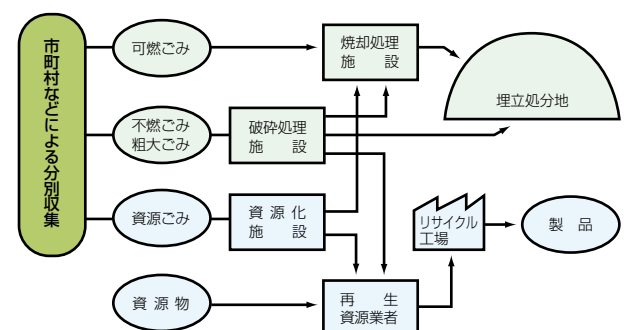 市町村などによる分別収集
可燃ごみ
焼却処理
施設
埋立処分地
不燃ごみ
粗大ごみ
破砕処理
施設
資源ごみ
資源化
施設
リサイクル
工場
製品
資源物
再生
資源業者